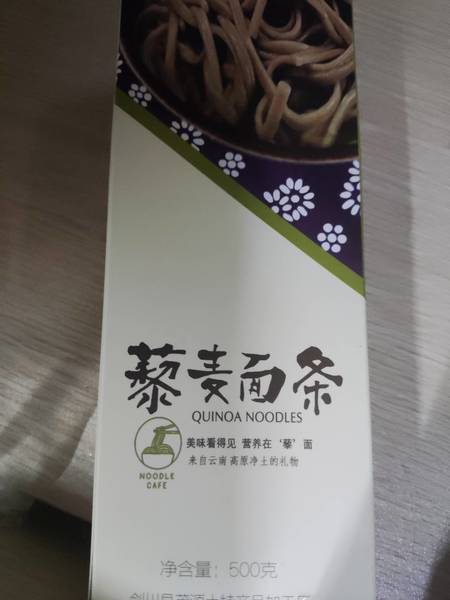 藜麦面条
QUINOA NOODLES
美味看得见 营养在‘藜’面
来自云南高原净土的礼物
NOODLE
CAFE
净含量：500克